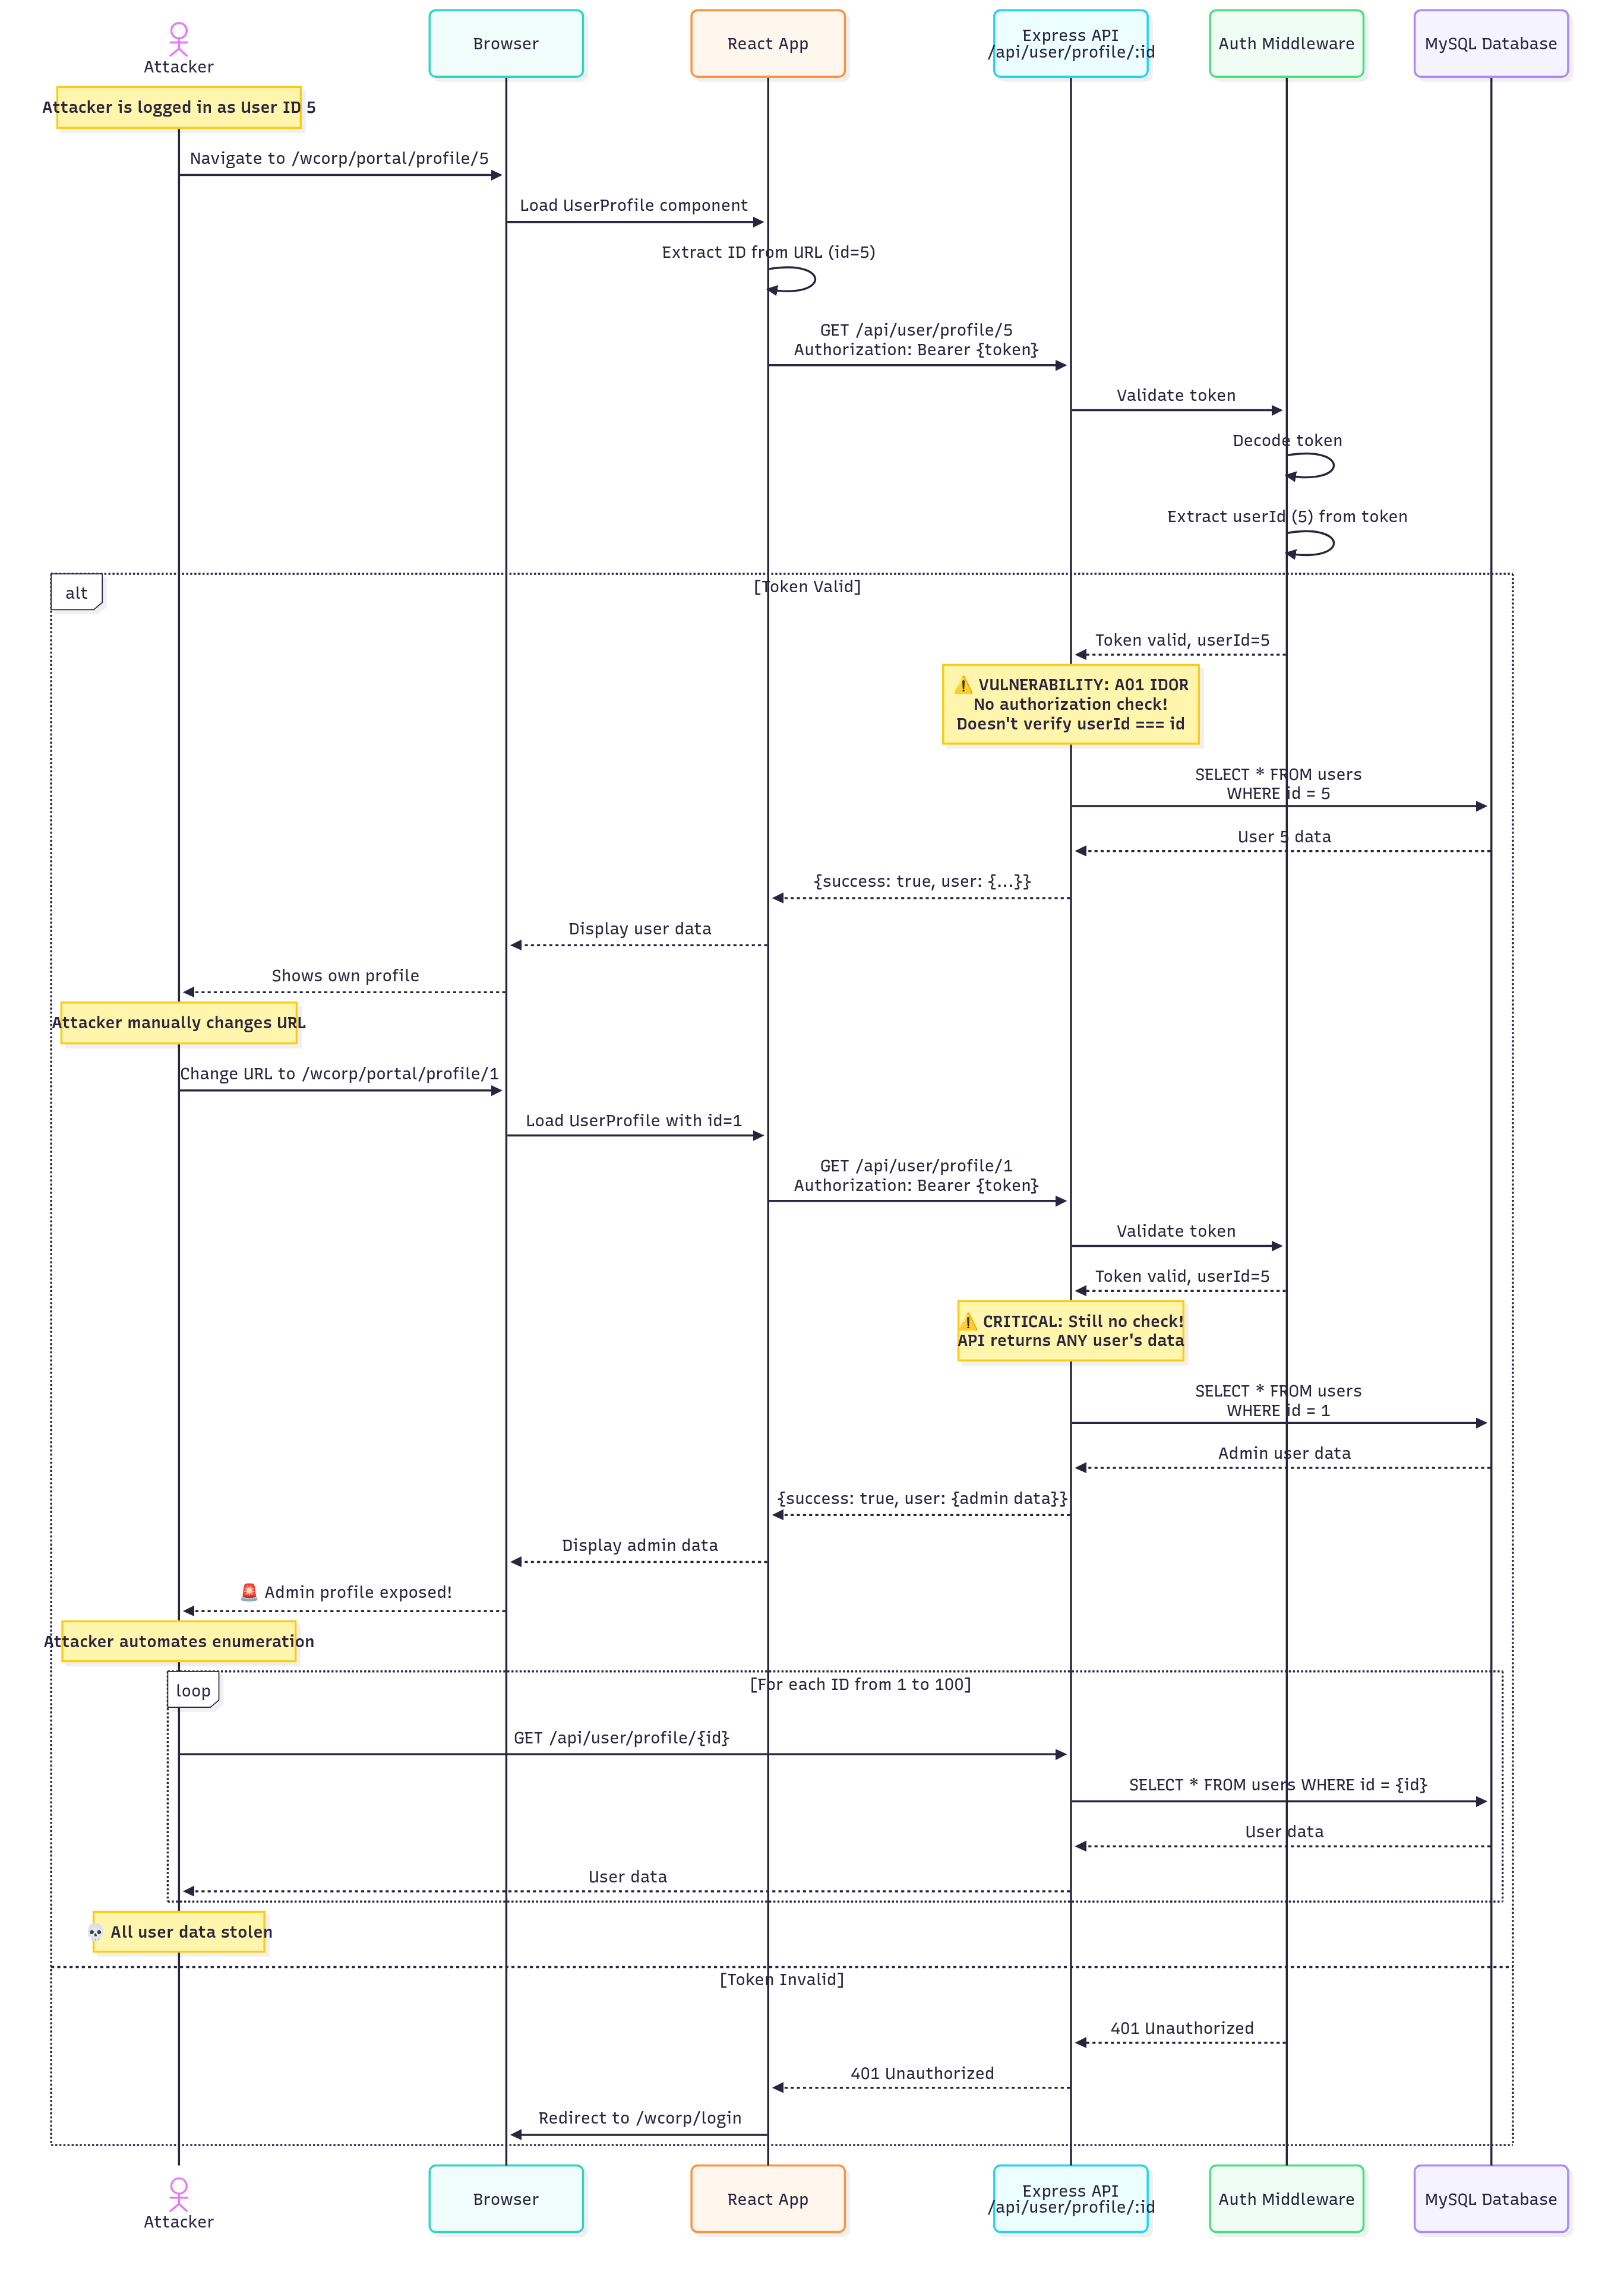 Attacker
Browser
React App
Express API
/api/user/profile/:id
Auth Middleware
MySQL Database
Attacker is logged in as User ID 5
Navigate to /wcorp/portal/profile/5
Load UserProfile component
Extract ID from URL (id=5)
GET /api/user/profile/5
Authorization: Bearer {token}
Validate token
Decode token
Extract userId (5) from token
alt
[Token Valid]
Token valid, userId=5
⚠️ VULNERABILITY: A01 IDOR
No authorization check!
Doesn't verify userId === id
SELECT * FROM users
WHERE id = 5
User 5 data
{success: true, user: {...}}
Display user data
Shows own profile
Attacker manually changes URL
Change URL to /wcorp/portal/profile/1
Load UserProfile with id=1
GET /api/user/profile/1
Authorization: Bearer {token}
Validate token
Token valid, userId=5
⚠️ CRITICAL: Still no check!
API returns ANY user's data
SELECT * FROM users
WHERE id = 1
Admin user data
{success: true, user: {admin data}}
Display admin data
🚨 Admin profile exposed!
Attacker automates enumeration
loop
[For each ID from 1 to 100]
GET /api/user/profile/{id}
SELECT * FROM users WHERE id = {id}
User data
User data
💀 All user data stolen
[Token Invalid]
401 Unauthorized
401 Unauthorized
Redirect to /wcorp/login
Attacker
Browser
React App
Express API
/api/user/profile/:id
Auth Middleware
MySQL Database